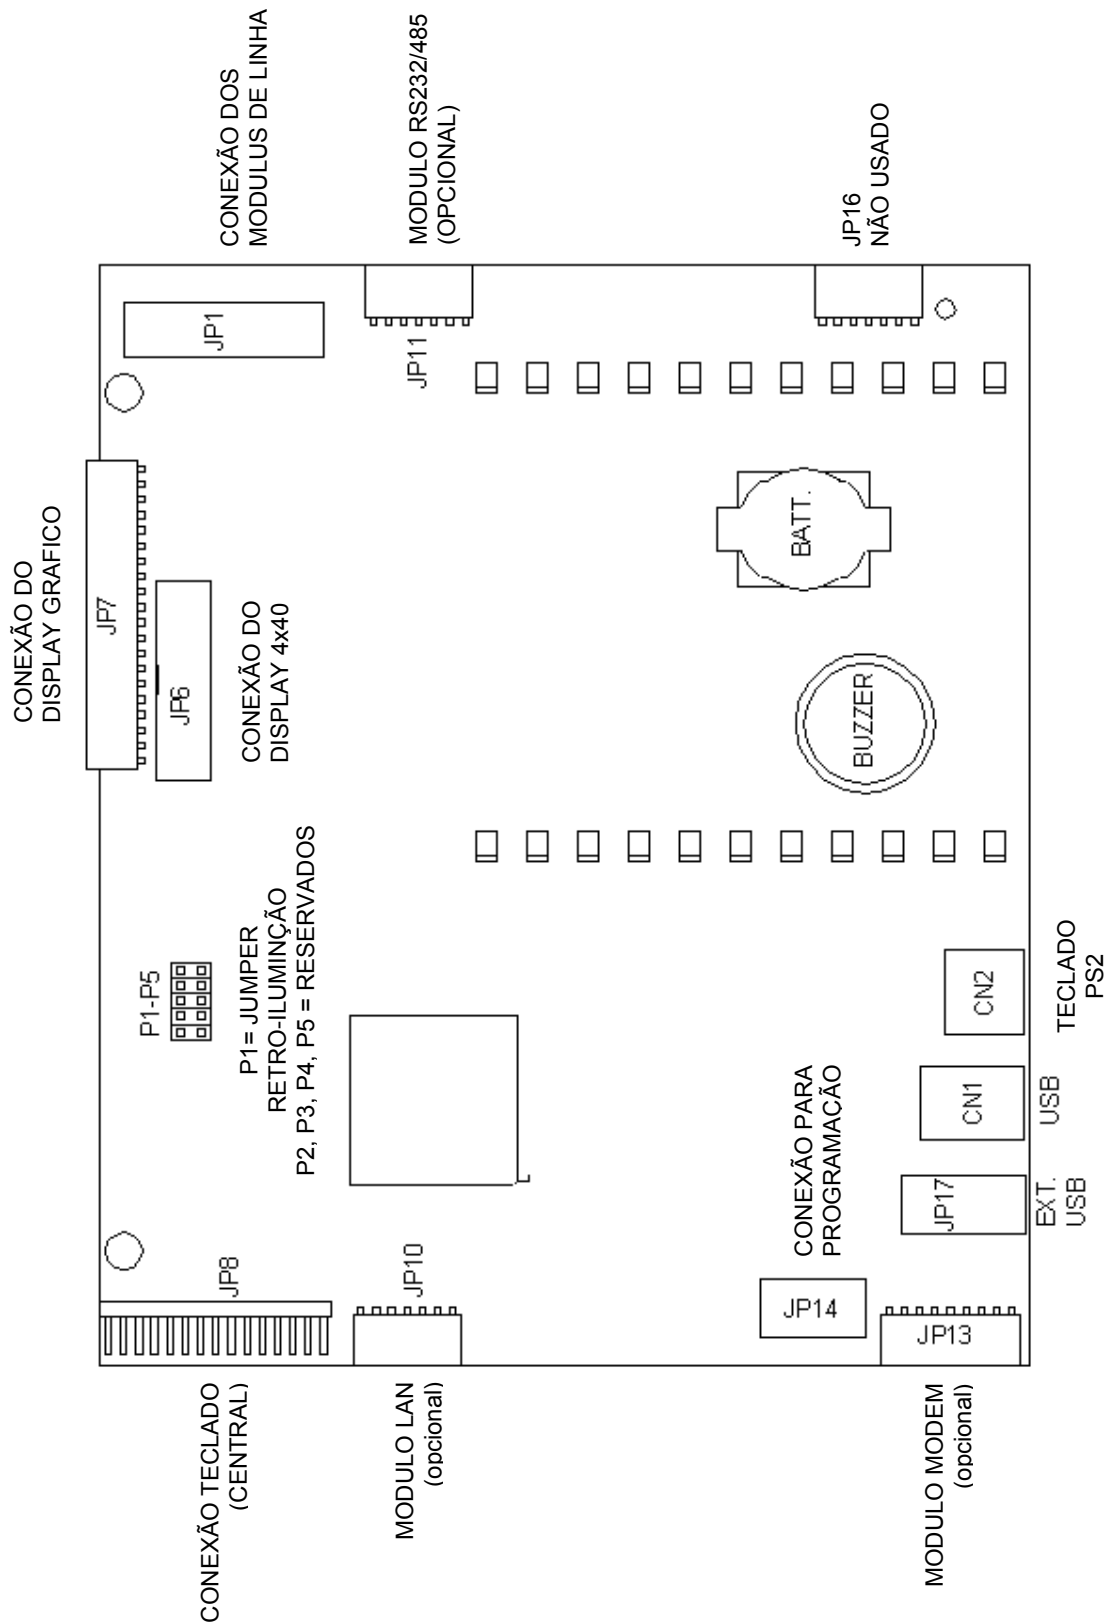 CONEXÃO DO
DISPLAY GRAFICO
JP7
P1-P5
JP6
JP1
CONEXÃO TECLADO
(CENTRAL)
JP8
P1= JUMPER
RETRO-ILUMINÇÃO
P2, P3, P4, P5 = RESERVADOS
CONEXÃO DO
DISPLAY 4x40
CONEXÃO DOS
MODULUS DE LINHA
MODULO LAN
(opcional)
JP10
JP11
MODULO RS232/485
(OPCIONAL)
JP14
CONEXÃO PARA
PROGRAMAÇÃO
BUZZER
BATT.
JP16
NÃO USADO
MODULO MODEM
(opcional)
JP13
JP17
CN1
CN2
EXT.
USB
USB
TECLADO
PS2